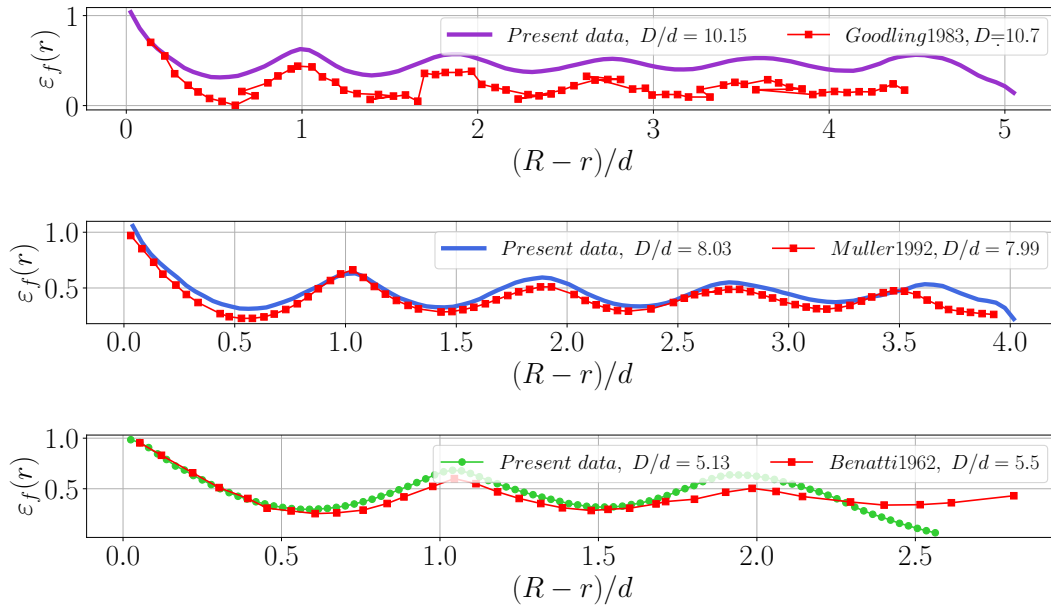 1
0
ε_f(r)
Present data, D/d = 10.15
Goodling1983, D=10.7
0 1 2 3 4 5
(R − r)/d
1.0
0.5
ε_f(r)
Present data, D/d = 8.03
Muller1992, D/d = 7.99
0.0 0.5 1.0 1.5 2.0 2.5 3.0 3.5 4.0
(R − r)/d
1.0
0.5
ε_f(r)
Present data, D/d = 5.13
Benatti1962, D/d = 5.5
0.0 0.5 1.0 1.5 2.0 2.5
(R − r)/d